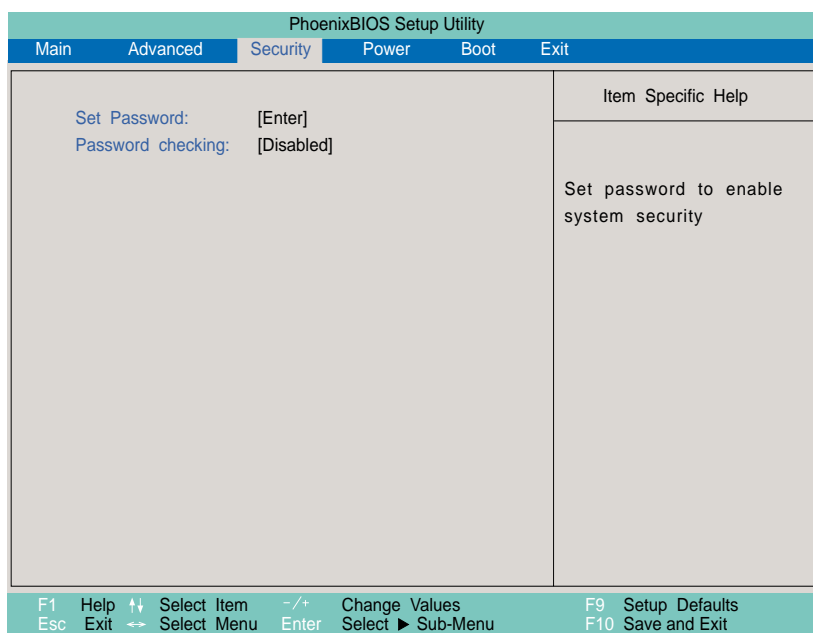 PhoenixBIOS Setup Utility
Main Advanced Security Power Boot Exit
Item Specific Help
Set Password: [Enter]
Password checking: [Disabled]
Set password to enable
system security
F1 Help ↑↓ Select Item -/+ Change Values F9 Setup Defaults
Esc Exit ↔ Select Menu Enter Select ▶ Sub-Menu F10 Save and Exit